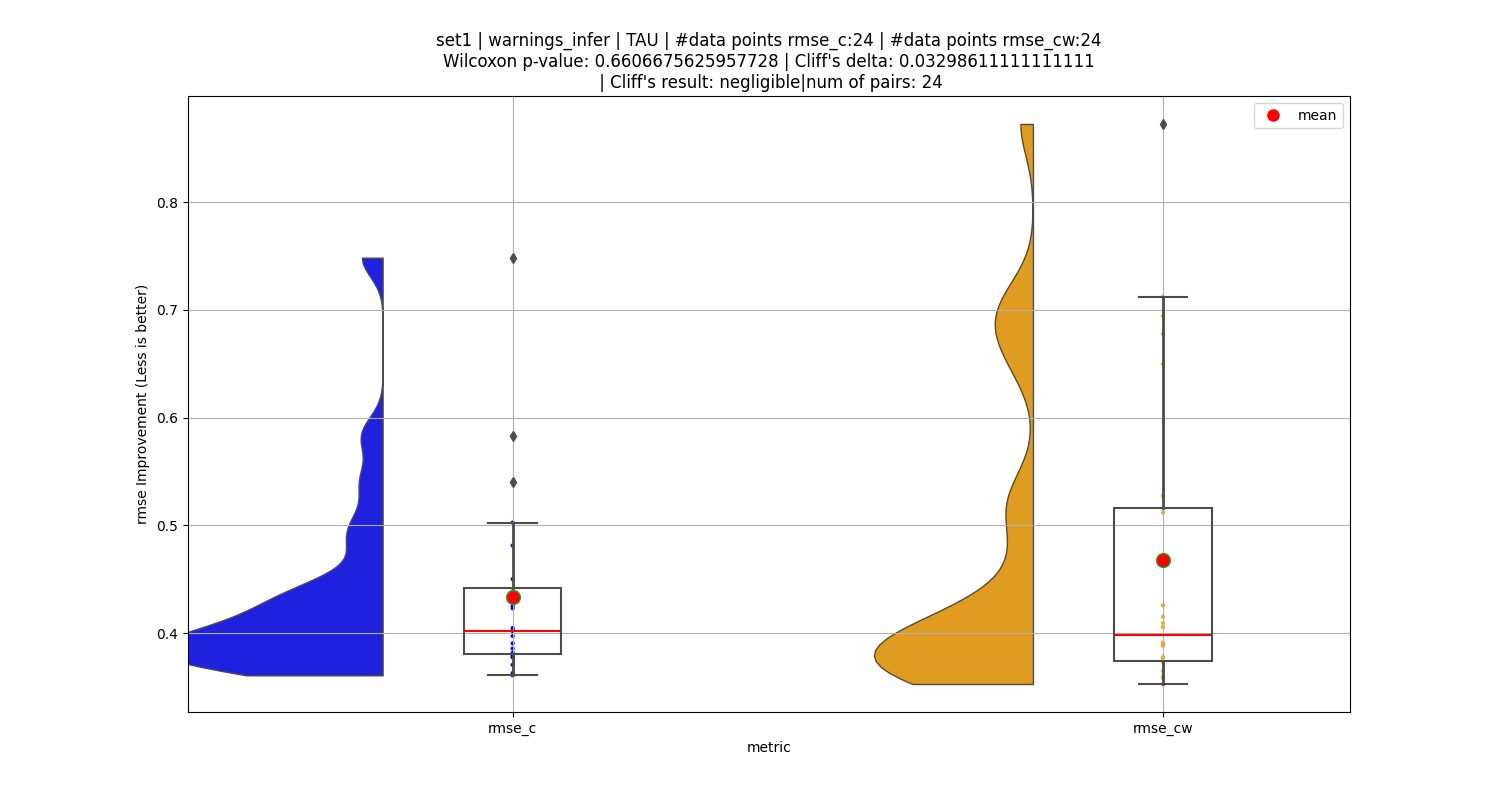 set1 | warnings_infer | TAU | #data points rmse_c:24 | #data points rmse_cw:24
Wilcoxon p-value: 0.6606675625957728 | Cliff's delta: 0.03298611111111111
| Cliff's result: negligible|num of pairs: 24
mean
rmse Improvement (Less is better)
0.8
0.7
0.6
0.5
0.4
rmse_c
rmse_cw
metric